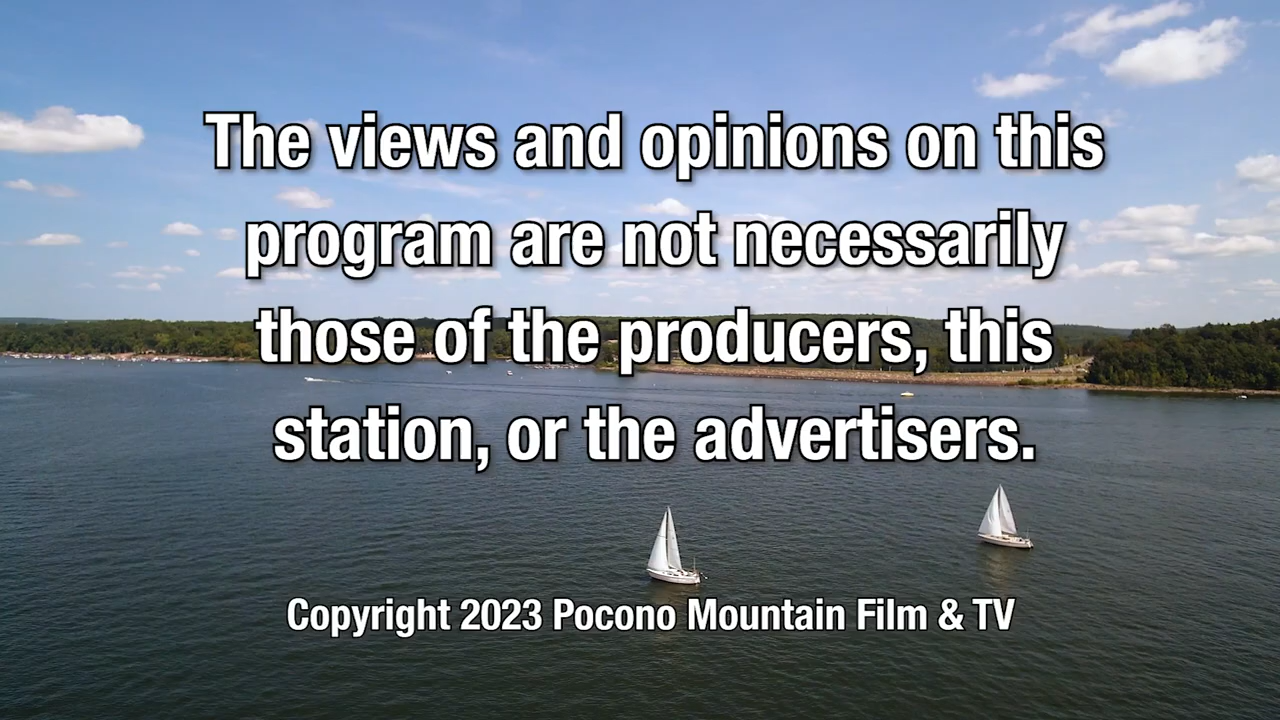 The views and opinions on this
program are not necessarily
those of the producers, this
station, or the advertisers.
Copyright 2023 Pocono Mountain Film & TV